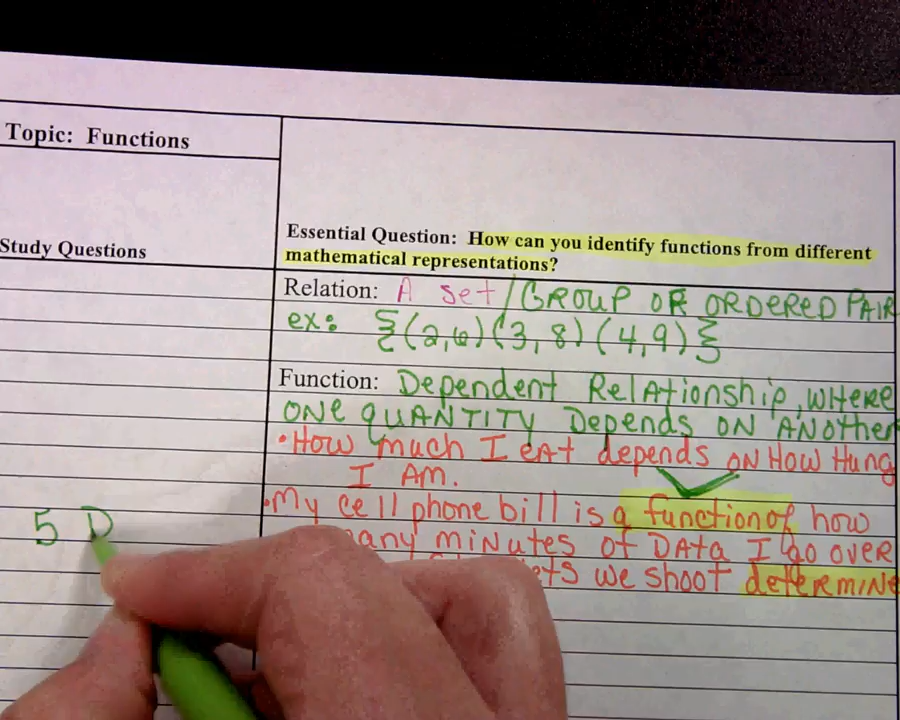 Topic: Functions
Essential Question: How can you identify functions from different
mathematical representations?
Study Questions
Relation: A set/GROUP OF ORDERED PAIR
ex: {(2,6)(3,8)(4,9)}
Function: Dependent Relationship, WHERE
ONE QUANTITY Depends ON ANOTHER
• How much I EAT depends ON How Hung
I AM.
• My cell phone bill is a function of how
many minutes of DATA I go over
ets we shoot determine
5 D